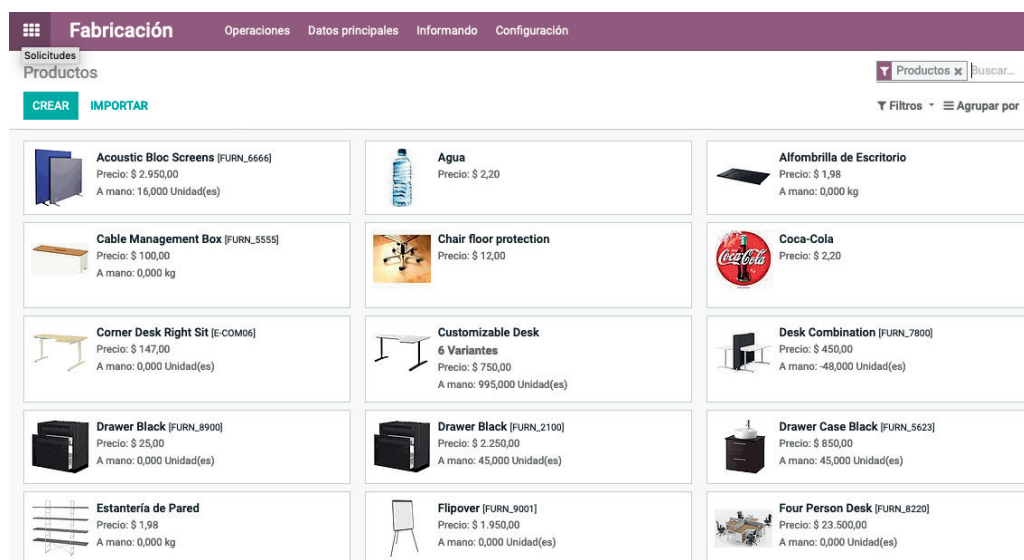 Fabricación
Operaciones
Datos principales
Informando
Configuración
Solicitudes
Productos
Productos ×
Buscar...
CREAR
IMPORTAR
Filtros
Agrupar por
Acoustic Bloc Screens [FURN_6666]
Precio: $ 2.950,00
A mano: 16,000 Unidad(es)
Agua
Precio: $ 2,20
Alfombrilla de Escritorio
Precio: $ 1,98
A mano: 0,000 kg
Cable Management Box [FURN_5555]
Precio: $ 100,00
A mano: 0,000 kg
Chair floor protection
Precio: $ 12,00
Coca-Cola
Coca-Cola
Precio: $ 2,20
Corner Desk Right Sit [E-COM06]
Precio: $ 147,00
A mano: 0,000 Unidad(es)
Customizable Desk
6 Variantes
Precio: $ 750,00
A mano: 995,000 Unidad(es)
Desk Combination [FURN_7800]
Precio: $ 450,00
A mano: -48,000 Unidad(es)
Drawer Black [FURN_8900]
Precio: $ 25,00
A mano: 0,000 Unidad(es)
Drawer Black [FURN_2100]
Precio: $ 2.250,00
A mano: 45,000 Unidad(es)
Drawer Case Black [FURN_5623]
Precio: $ 850,00
A mano: 45,000 Unidad(es)
Estantería de Pared
Precio: $ 1,98
A mano: 0,000 kg
Flipover [FURN_9001]
Precio: $ 1.950,00
A mano: 0,000 Unidad(es)
Four Person Desk [FURN_8220]
Precio: $ 23.500,00
A mano: 0,000 Unidad(es)